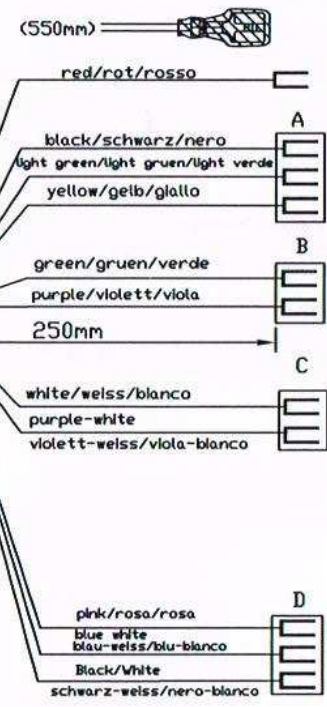 (550mm)
red/rot/rosso
A
black/schwarz/nero
light green/light gruen/light verde
yellow/gelb/giallo
B
green/gruen/verde
purple/violett/viola
250mm
C
white/weiss/bianco
purple-white
violett-weiss/viola-bianco
D
pink/rosa/rosa
blue white
blau-weiss/blu-bianco
Black/White
schwarz-weiss/nero-bianco